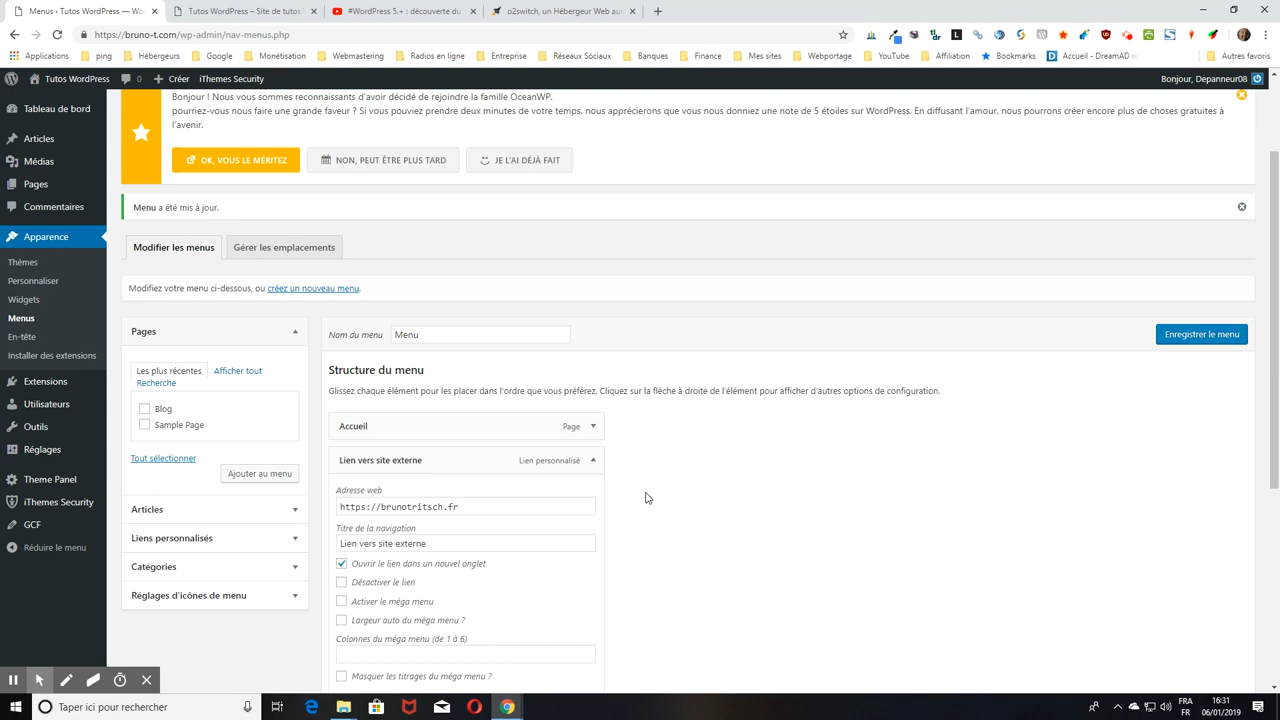 Menus ‹ Tutos WordPress — Wo
Tutos WordPress – Site de tutos
#WordPress 5.+ : découverte du
o2switch, un Hébergeur Web au
https://bruno-t.com/wp-admin/nav-menus.php
Applications
ping
Hébergeurs
Google
Monétisation
Webmastering
Radios en ligne
Entreprise
Réseaux Sociaux
Banques
Finance
Mes sites
Webportage
YouTube
Affiliation
Bookmarks
Accueil - DreamAD
Autres favoris
Tutos WordPress
0
Créer
iThemes Security
Bonjour, Depanneur08
Tableau de bord
Articles
Médias
Pages
Commentaires
Apparence
Thèmes
Personnaliser
Widgets
Menus
En-tête
Installer des extensions
Extensions
Utilisateurs
Outils
Réglages
Theme Panel
iThemes Security
GCF
Réduire le menu
Bonjour ! Nous vous sommes reconnaissants d'avoir décidé de rejoindre la famille OceanWP.
pourriez-vous nous faire une grande faveur ? Si vous pouvez prendre deux minutes de votre temps, nous apprécierions que vous nous donniez une note de 5 étoiles sur WordPress. En diffusant l'amour, nous pourrons créer encore plus de choses gratuites à
l'avenir.
OK, VOUS LE MÉRITEZ
NON, PEUT ÊTRE PLUS TARD
JE L'AI DÉJÀ FAIT
Menu a été mis à jour.
Modifier les menus
Gérer les emplacements
Modifiez votre menu ci-dessous, ou créez un nouveau menu.
Pages
Les plus récentes
Afficher tout
Recherche
Blog
Sample Page
Tout sélectionner
Ajouter au menu
Articles
Liens personnalisés
Catégories
Réglages d'icônes de menu
Nom du menu
Menu
Enregistrer le menu
Structure du menu
Glissez chaque élément pour les placer dans l'ordre que vous préférez. Cliquez sur la flèche à droite de l'élément pour afficher d'autres options de configuration.
Accueil
Page
Lien vers site externe
Lien personnalisé
Adresse web
https://brunotritsch.fr
Titre de la navigation
Lien vers site externe
Ouvrir le lien dans un nouvel onglet
Désactiver le lien
Activer le méga menu
Largeur auto du méga menu ?
Colonnes du méga menu (de 1 à 6)
Masquer les titrages du méga menu ?
Taper ici pour rechercher
FRA
FR
16:31
06/01/2019